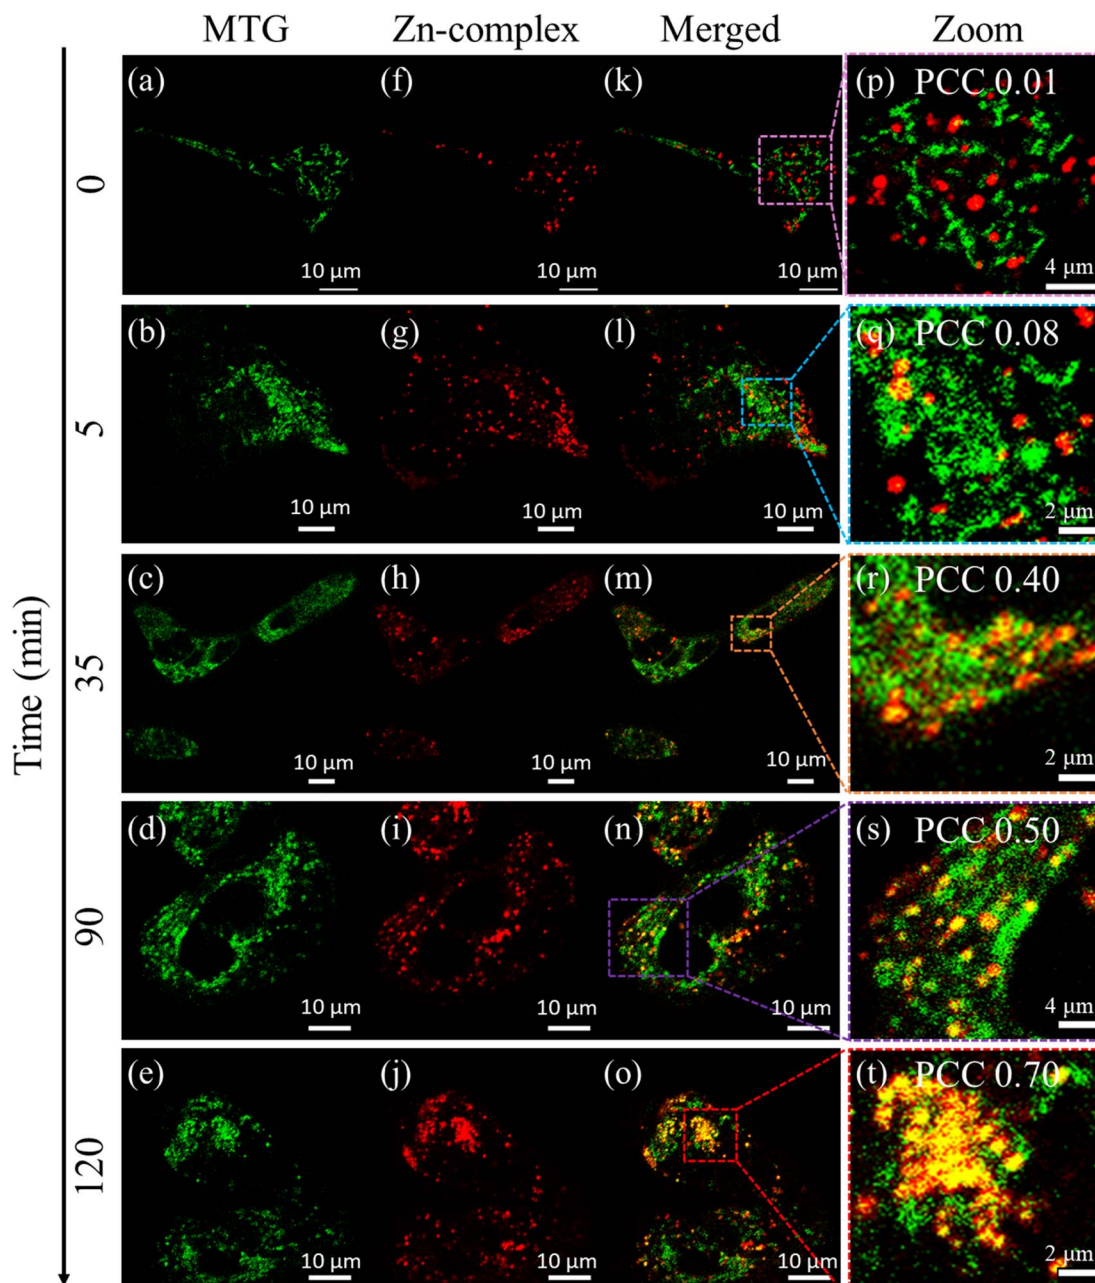 MTG Zn-complex Merged Zoom
Time (min)
0
(a) (f) (k) (p) PCC 0.01
10 μm 10 μm 10 μm 4 μm
5
(b) (g) (l) (q) PCC 0.08
10 μm 10 μm 10 μm 2 μm
35
(c) (h) (m) (r) PCC 0.40
10 μm 10 μm 10 μm 2 μm
90
(d) (i) (n) (s) PCC 0.50
10 μm 10 μm 10 μm 4 μm
120
(e) (j) (o) (t) PCC 0.70
10 μm 10 μm 10 μm 2 μm